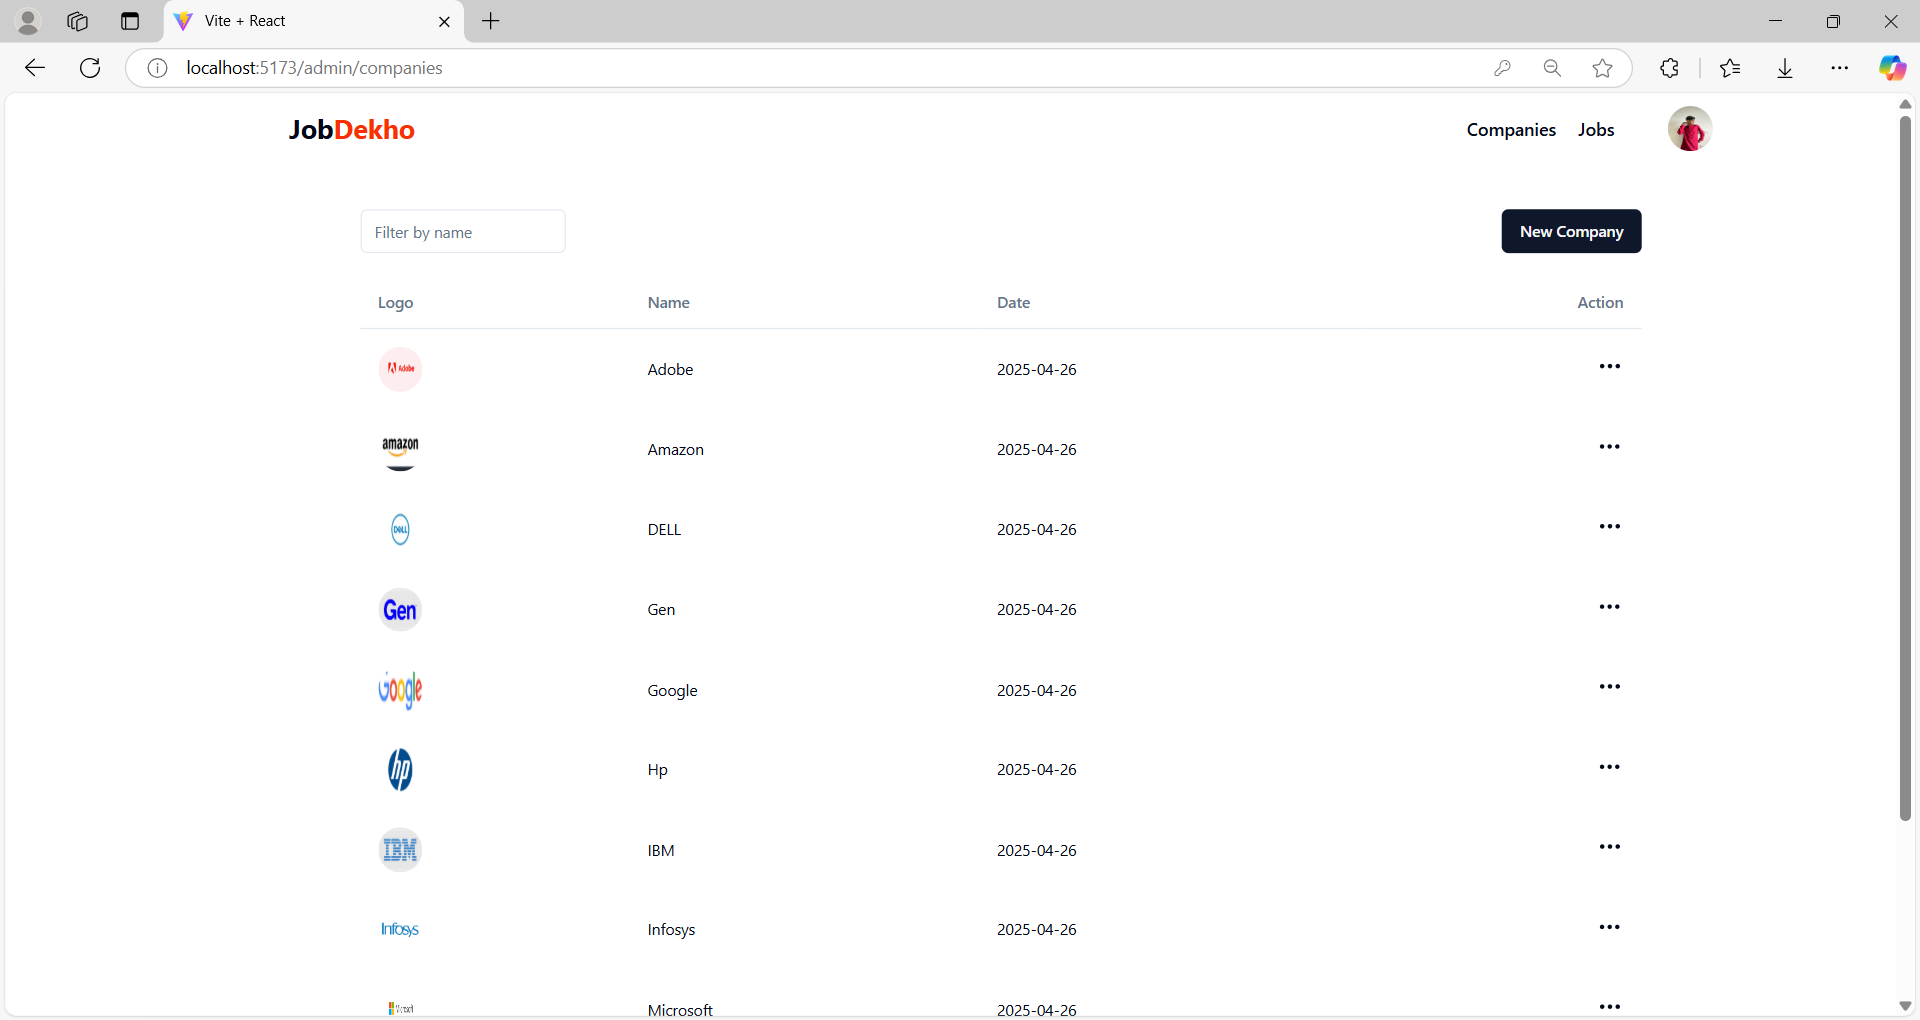 Vite + React
localhost:5173/admin/companies
JobDekho
Companies Jobs
Filter by name
New Company
Logo Name Date Action
Adobe Adobe 2025-04-26
amazon Amazon 2025-04-26
DELL DELL 2025-04-26
Gen Gen 2025-04-26
Google Google 2025-04-26
hp Hp 2025-04-26
IBM IBM 2025-04-26
Infosys Infosys 2025-04-26
Microsoft Microsoft 2025-04-26